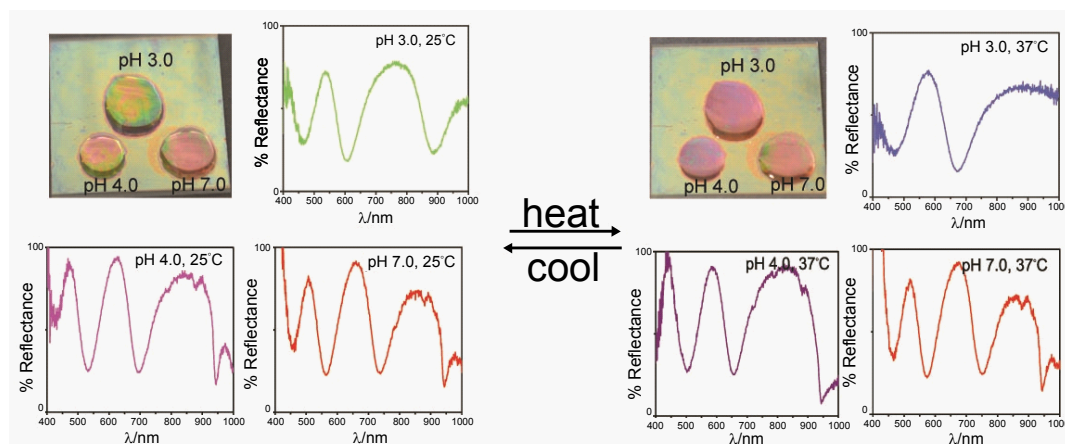 pH 3.0
pH 4.0
pH 7.0
100
pH 3.0, 25°C
% Reflectance
0
400 500 600 700 800 900 1000
λ/nm
100
pH 4.0, 25°C
% Reflectance
0
400 500 600 700 800 900 1000
λ/nm
100
pH 7.0, 25°C
% Reflectance
0
400 500 600 700 800 900 1000
λ/nm
heat
cool
pH 3.0
pH 4.0
pH 7.0
100
pH 3.0, 37°C
% Reflectance
0
400 500 600 700 800 900 1000
λ/nm
100
pH 4.0, 37°C
% Reflectance
0
400 500 600 700 800 900 1000
λ/nm
100
pH 7.0, 37°C
% Reflectance
0
400 500 600 700 800 900 1000
λ/nm